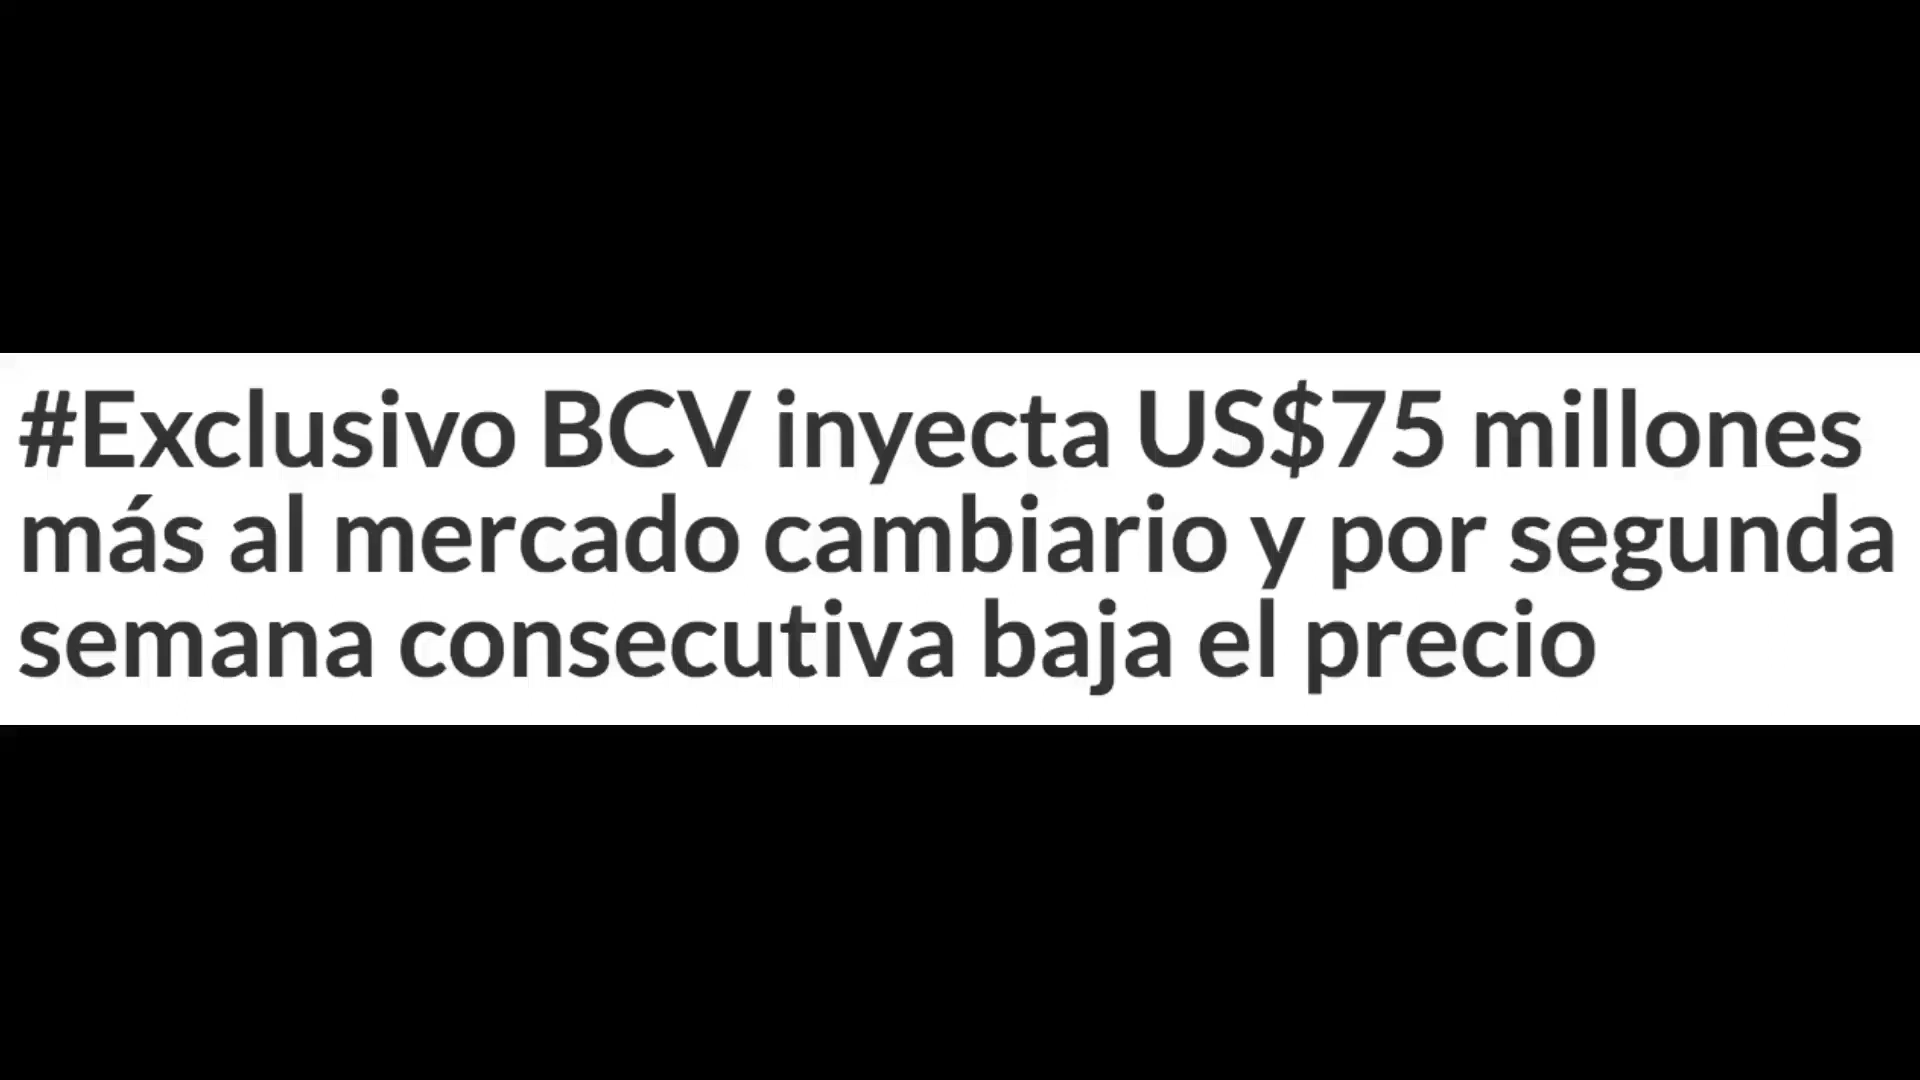 #Exclusivo BCV inyecta US$75 millones
más al mercado cambiario y por segunda
semana consecutiva baja el precio